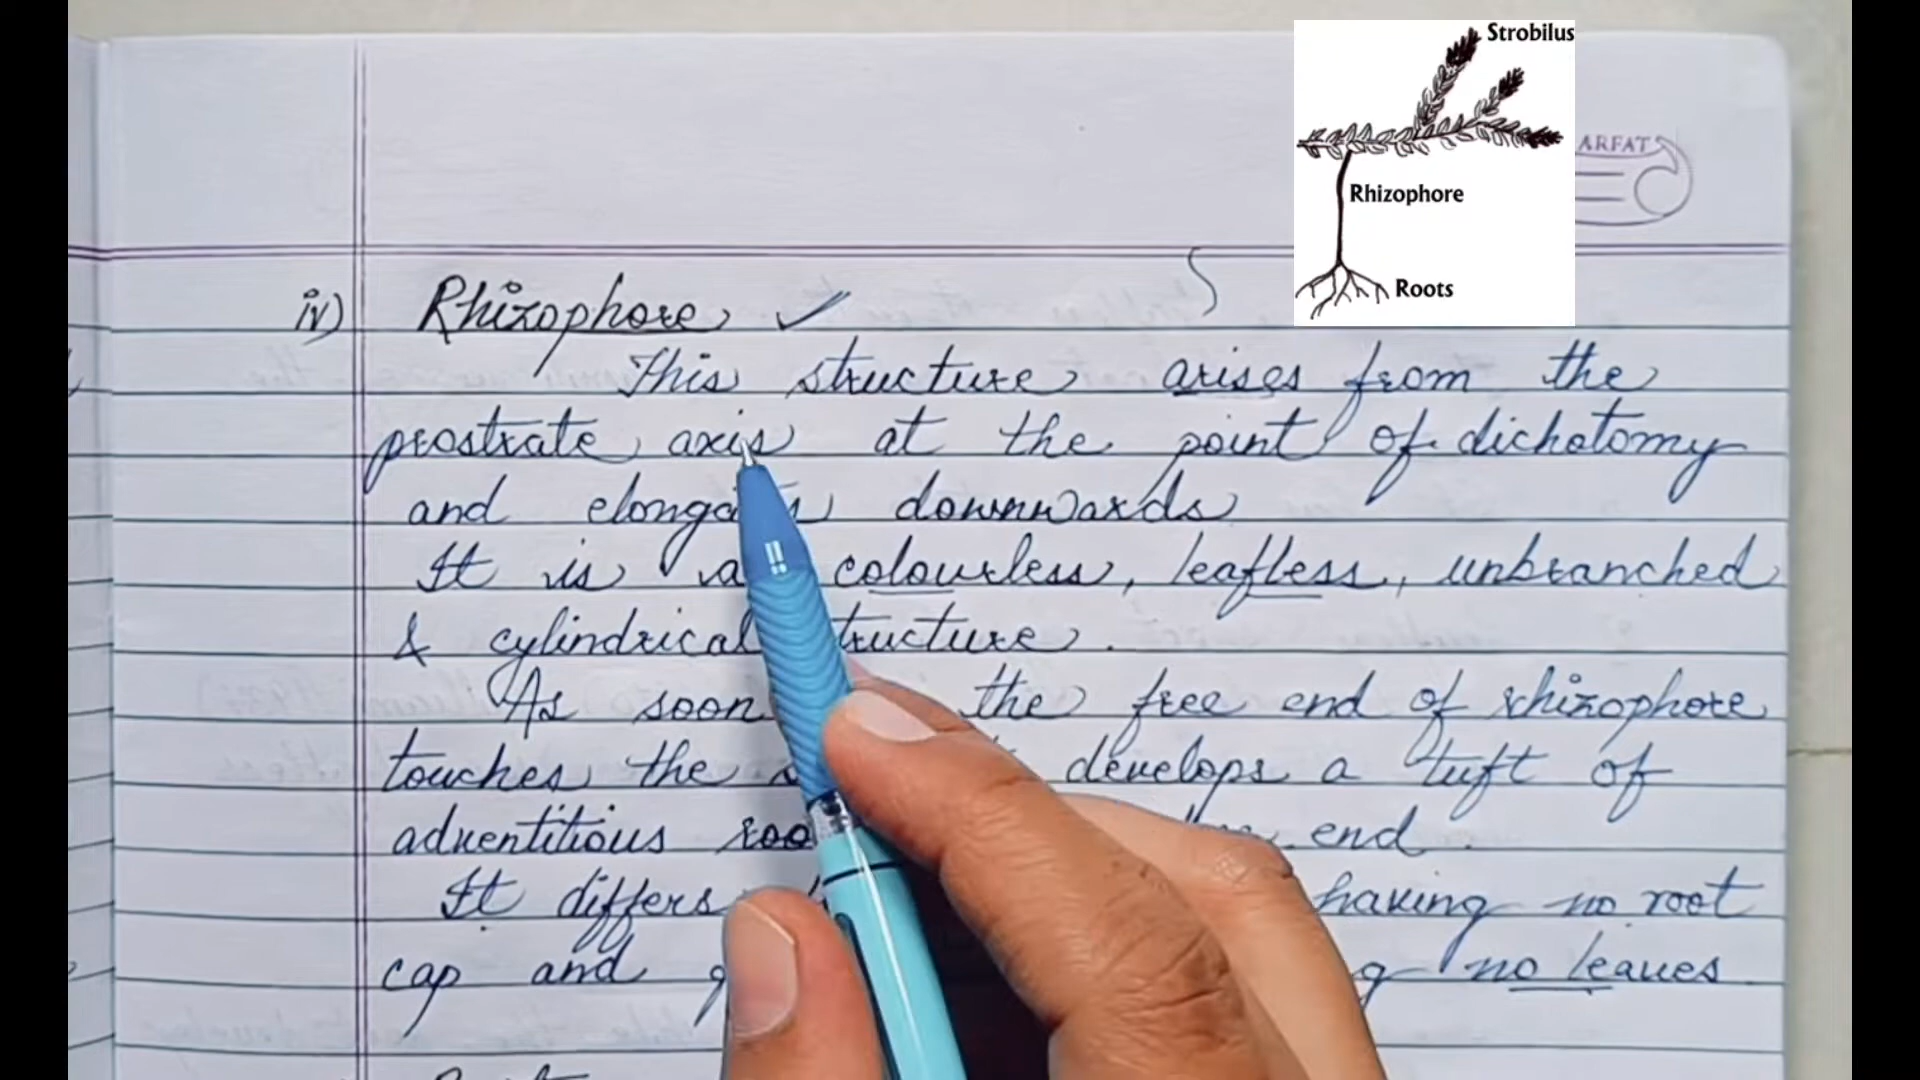 Strobilus
ARFAT
Rhizophore
Roots
iv) Rhizophore
This structure arises from the
prostrate axis at the point of dichotomy
and downwards
It is a colourless, leafless, unbranched
& cylindrical structure.
As soon the free end of rhizophore
touches the develops a tuft of
adventitious end.
It differs having no root
cap and no leaves